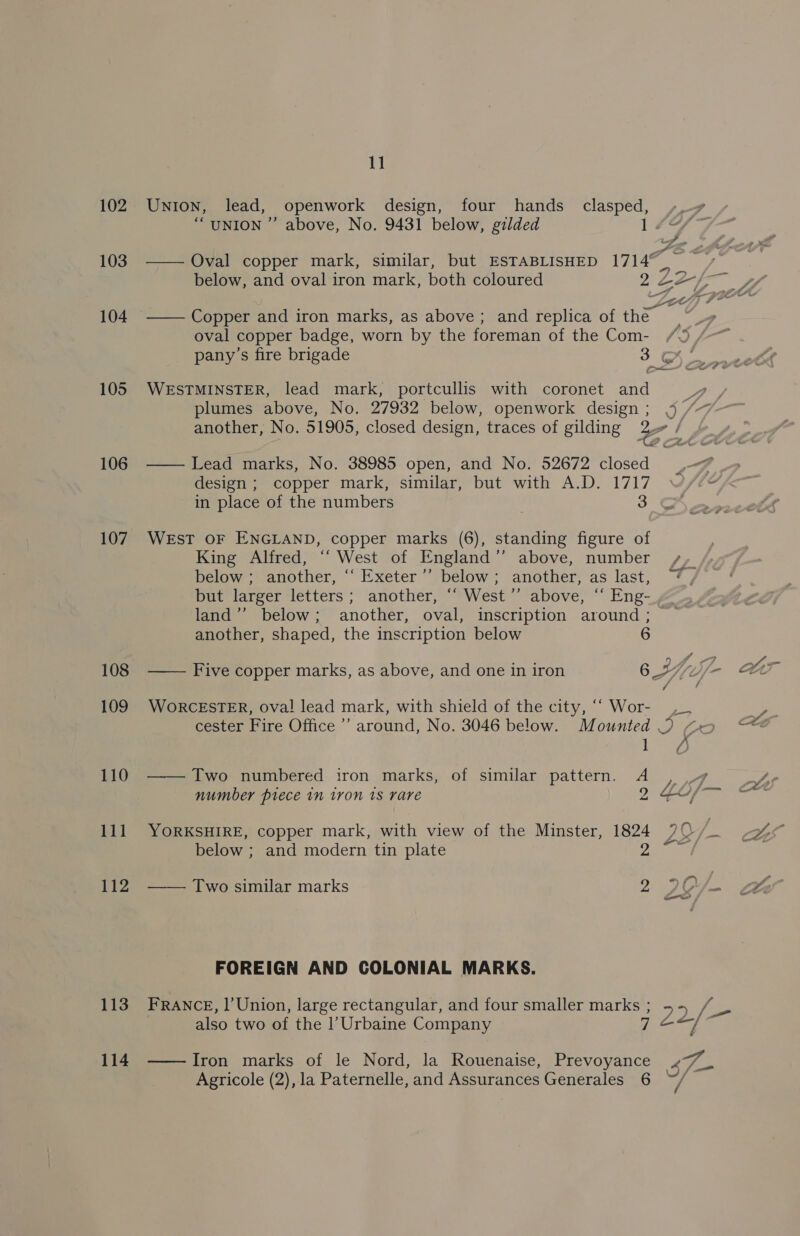 11
102 UNION, lead, openwork design, four hands clasped,
“UNION” above, No. 9431 below, gilded 1
103 —— Oval copper mark, similar, but ESTABLISHED 1714
below, and oval iron mark, both coloured 2 22/-
104 —— Copper and iron marks, as above; and replica of the
oval copper badge, worn by the foreman of the Com-
pany’s fire brigade 3
105 WESTMINSTER, lead mark, portcullis with coronet and
plumes above, No. 27932 below, openwork design;
another, No. 51905, closed design, traces of gilding 2
106 —— Lead marks, No. 38985 open, and No. 52672 closed
design; copper mark, similar, but with A.D. 1717
in place of the numbers 3
107 WEST OF ENGLAND, copper marks (6), standing figure of
King Alfred, “West of England” above, number
below; another, “Exeter” below; another, as last,
but larger letters; another, “West” above, “Eng-
land” below; another, oval, inscription around;
another, shaped, the inscription below 6
108 —— Five copper marks, as above, and one in iron 6
109 WORCESTER, oval lead mark, with shield of the city, “Wor-
cester Fire Office” around, No. 3046 below. Mounted
1
110 —— Two numbered iron marks, of similar pattern. A
number piece in iron is rare 2 40/-
111 YORKSHIRE, copper mark, with view of the Minster, 1824 20/-
below; and modern tin plate 2
112 —— Two similar marks 2 20/-
FOREIGN AND COLONIAL MARKS.
113 FRANCE, l’Union, large rectangular, and four smaller marks;
also two of the l’Urbaine Company 7 22/-
114 —— Iron marks of le Nord, la Rouenaise, Prevoyance
Agricole (2), la Paternelle, and Assurances Generales 6